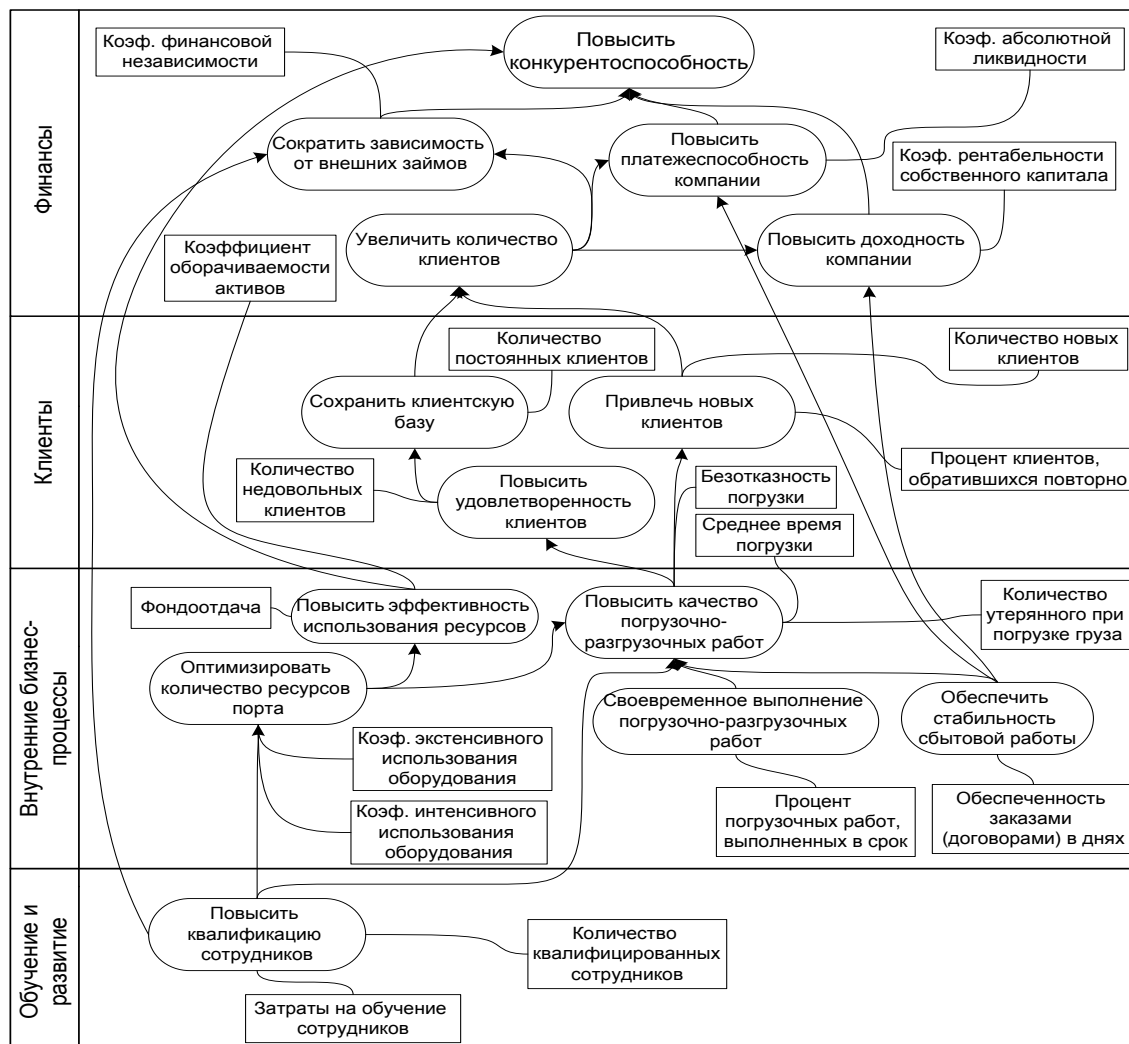 Финансы
Коэф. финансовой
независимости
Повысить
конкурентоспособность
Коэф. абсолютной
ликвидности
Сократить зависимость
от внешних займов
Повысить
платежеспособность
компании
Коэф. рентабельности
собственного капитала
Коэффициент
оборачиваемости
активов
Увеличить количество
клиентов
Повысить доходность
компании
Клиенты
Количество
постоянных клиентов
Количество новых
клиентов
Сохранить клиентскую
базу
Привлечь новых
клиентов
Количество
недовольных
клиентов
Повысить
удовлетворенность
клиентов
Безотказность
погрузки
Процент клиентов,
обратившихся повторно
Среднее время
погрузки
Внутренние бизнес-
процессы
Фондоотдача
Повысить эффективность
использования ресурсов
Повысить качество
погрузочно-
разгрузочных работ
Количество
утерянного при
погрузке груза
Оптимизировать
количество ресурсов
порта
Своевременное выполнение
погрузочно-разгрузочных
работ
Обеспечить
стабильность
сбытовой работы
Коэф. экстенсивного
использования
оборудования
Коэф. интенсивного
использования
оборудования
Процент
погрузочных работ,
выполненных в срок
Обеспеченность
заказами
(договорами) в днях
Обучение и
развитие
Повысить
квалификацию
сотрудников
Количество
квалифицированных
сотрудников
Затраты на обучение
сотрудников